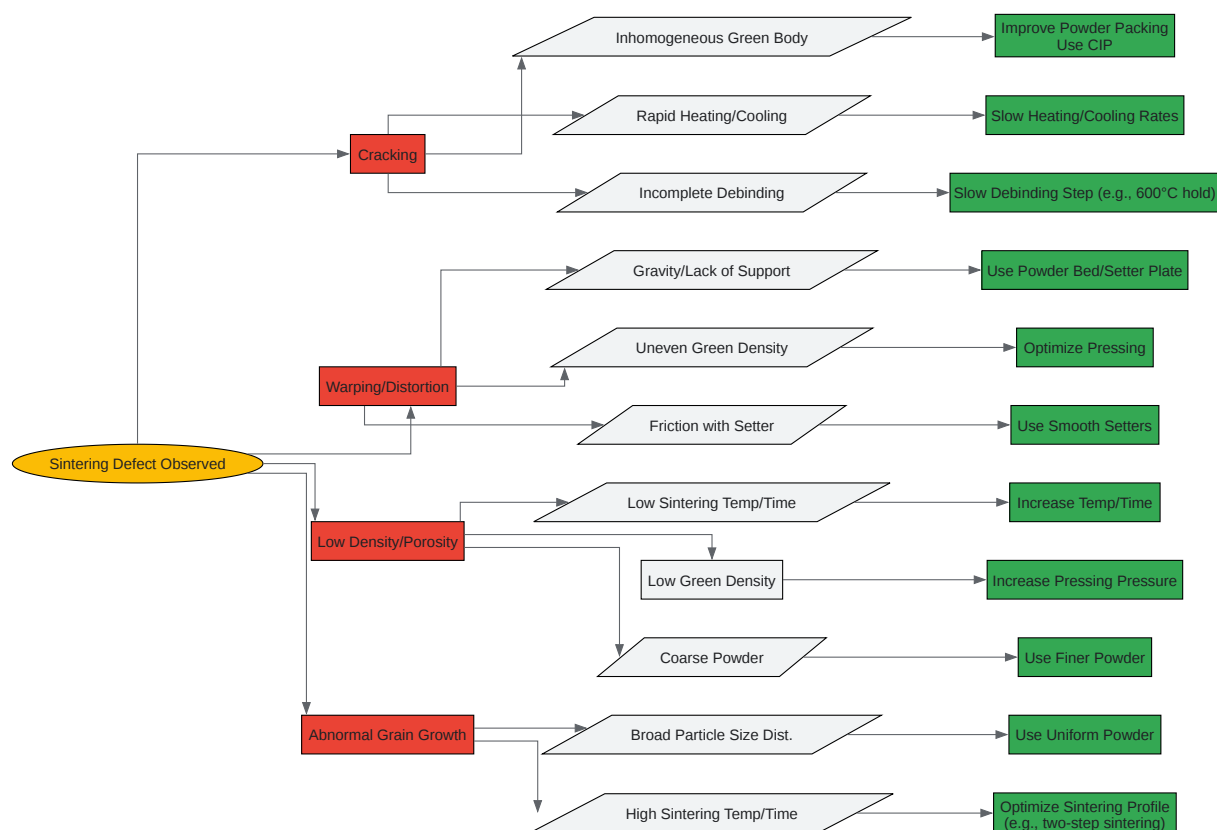 Inhomogeneous Green Body
Improve Powder Packing
Use CIP
Rapid Heating/Cooling
Slow Heating/Cooling Rates
Cracking
Incomplete Debinding
Slow Debinding Step (e.g., 600°C hold)
Gravity/Lack of Support
Use Powder Bed/Setter Plate
Uneven Green Density
Optimize Pressing
Warping/Distortion
Friction with Setter
Use Smooth Setters
Sintering Defect Observed
Low Sintering Temp/Time
Increase Temp/Time
Low Density/Porosity
Low Green Density
Increase Pressing Pressure
Coarse Powder
Use Finer Powder
Abnormal Grain Growth
Broad Particle Size Dist.
Use Uniform Powder
High Sintering Temp/Time
Optimize Sintering Profile
(e.g., two-step sintering)